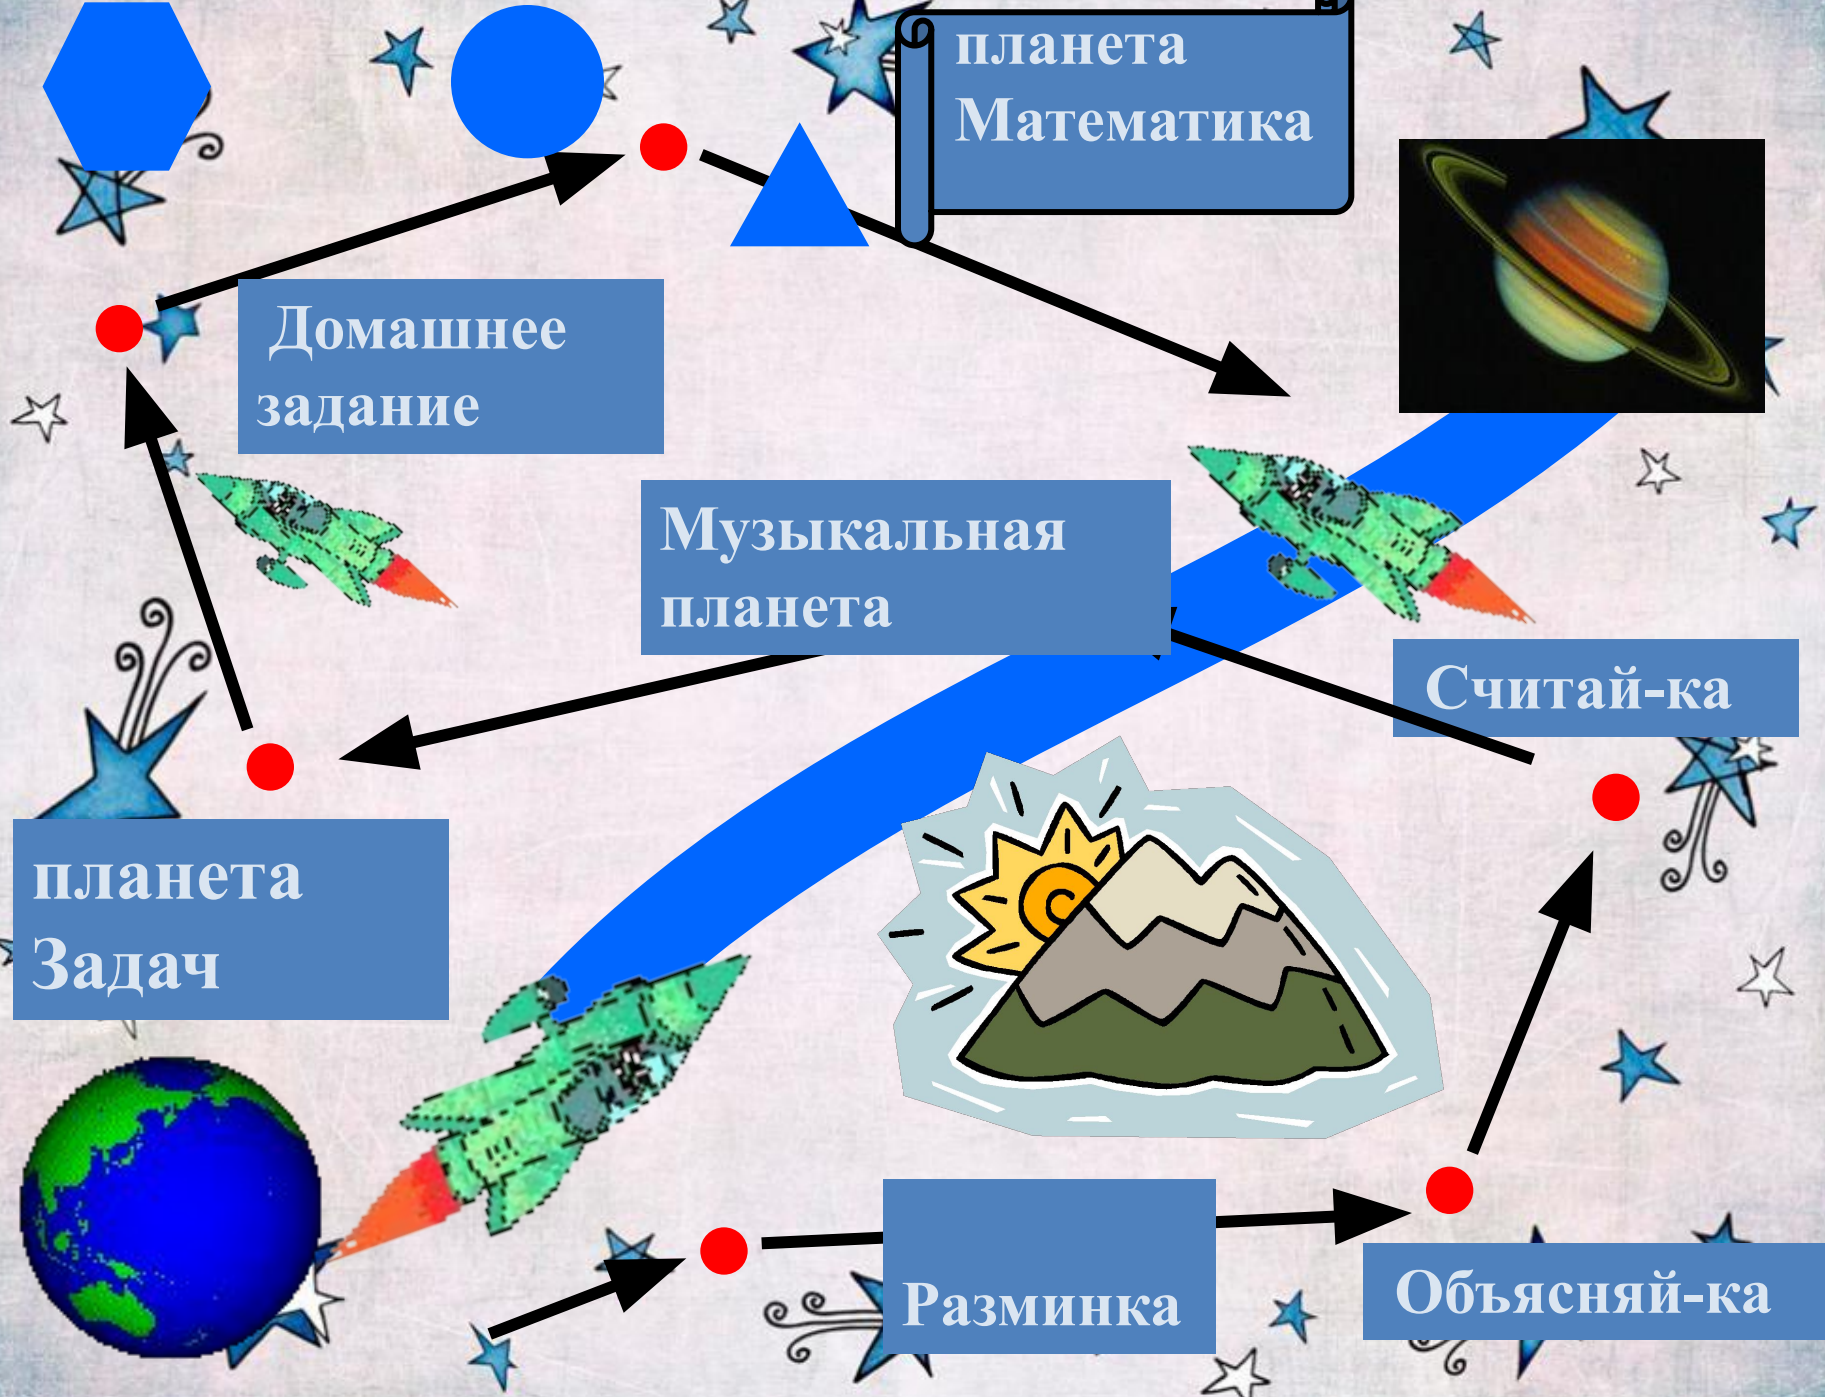 планета
Математика
Домашнее
задание
Музыкальная
планета
Считай-ка
планета
Задач
Разминка
Объясняй-ка